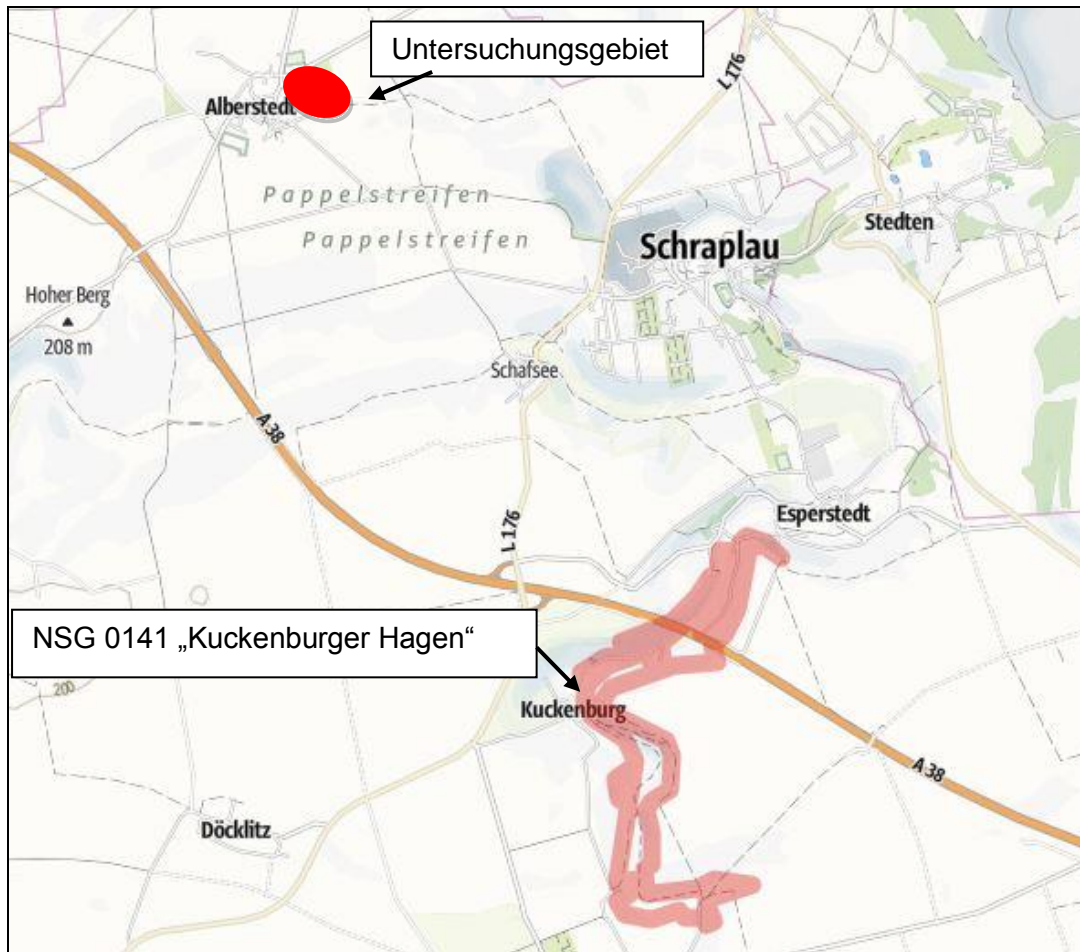 Untersuchungsgebiet
L 176
Alberstedt
Pappelstreifen
Pappelstreifen
Stedten
Schraplau
Hoher Berg
208 m
Schafsee
A 38
Esperstedt
L 176
NSG 0141 „Kuckenburger Hagen“
200
Kuckenburg
A 38
Döcklitz